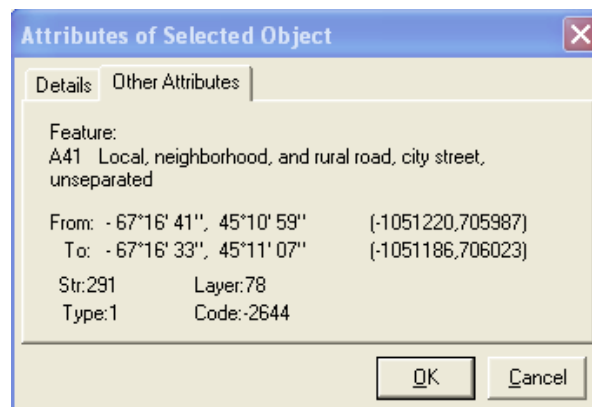 Attributes of Selected Object
Details Other Attributes
Feature:
A41 Local, neighborhood, and rural road, city street,
unseparated
From: - 67°16' 41", 45°10' 59" (-1051220,705987)
To: - 67°16' 33", 45°11' 07" (-1051186,706023)
Str:291 Layer:78
Type:1 Code:-2644
OK Cancel